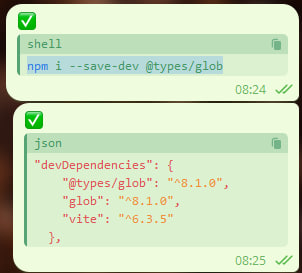 ✅
shell
npm i --save-dev @types/glob
08:24
✅
json
"devDependencies": {
    "@types/glob": "^8.1.0",
    "glob": "^8.1.0",
    "vite": "^6.3.5"
  },
08:25